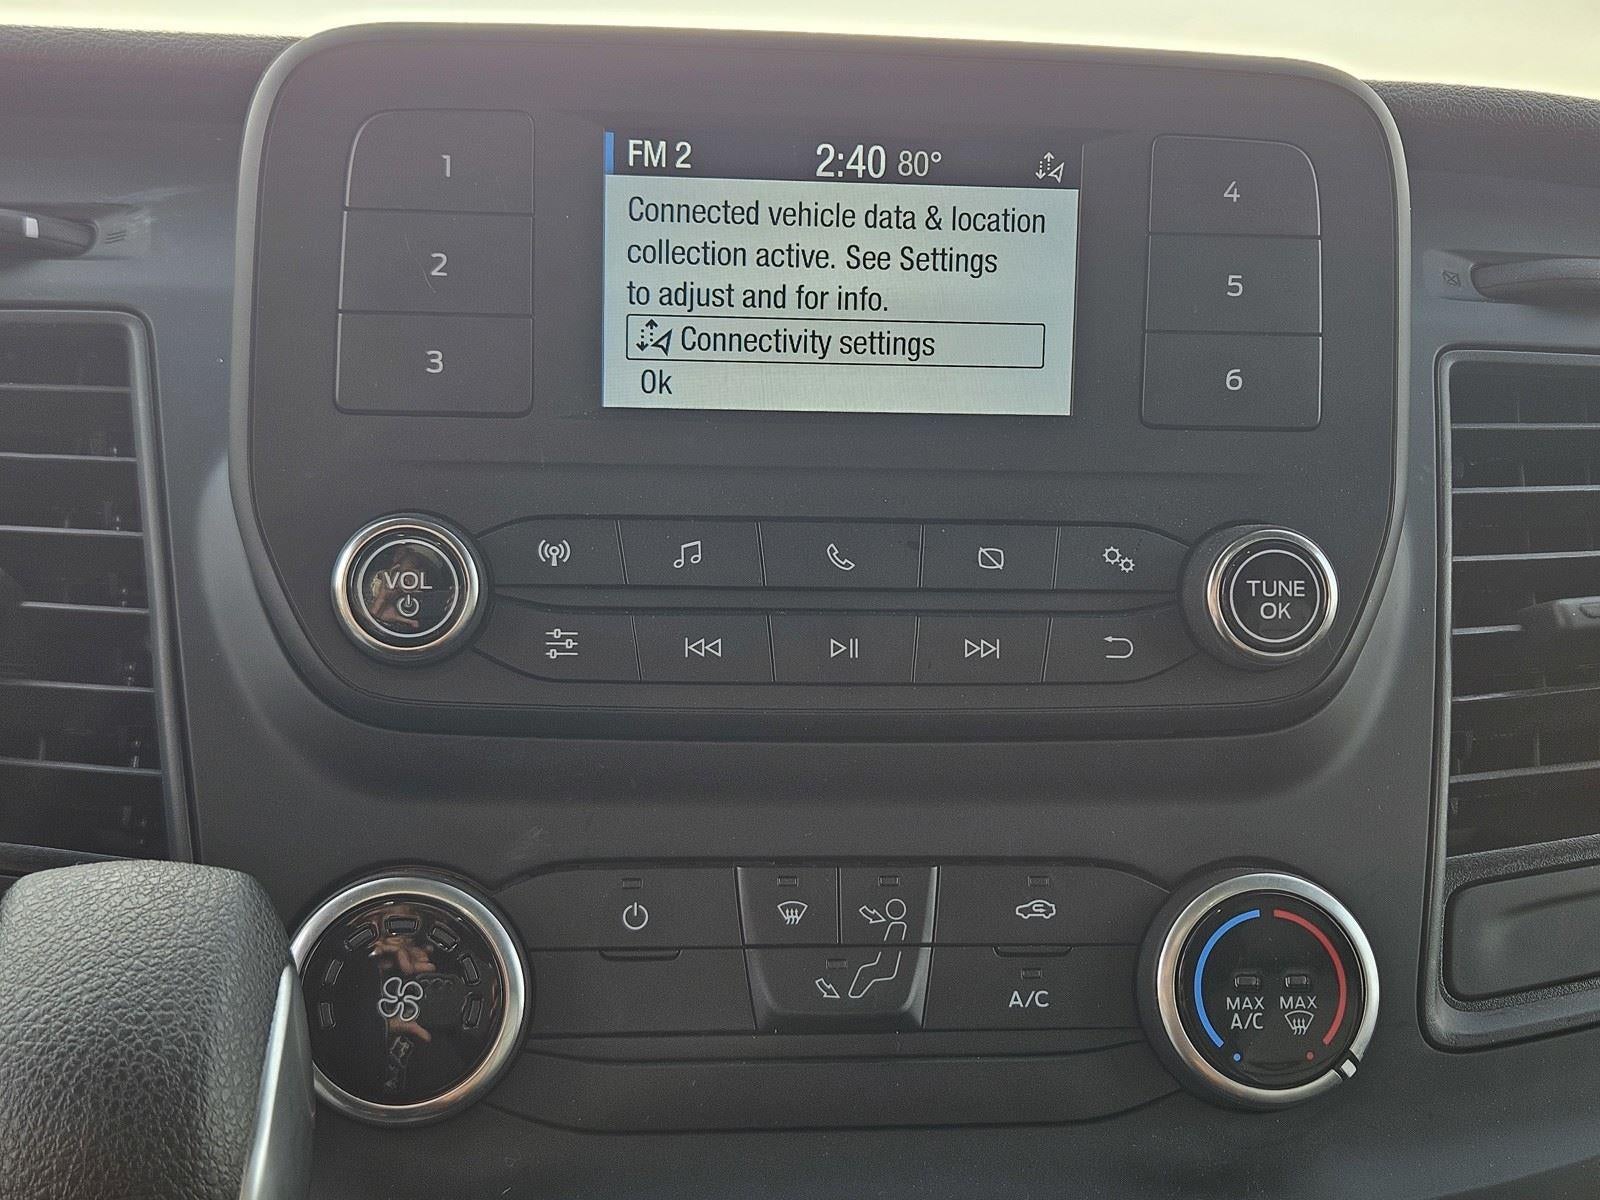 FM 2 2:40 80°
Connected vehicle data & location
collection active. See Settings
to adjust and for info.
Connectivity settings
Ok
1
2
3
4
5
6
VOL
TUNE
OK
A/C
MAX
A/C
MAX